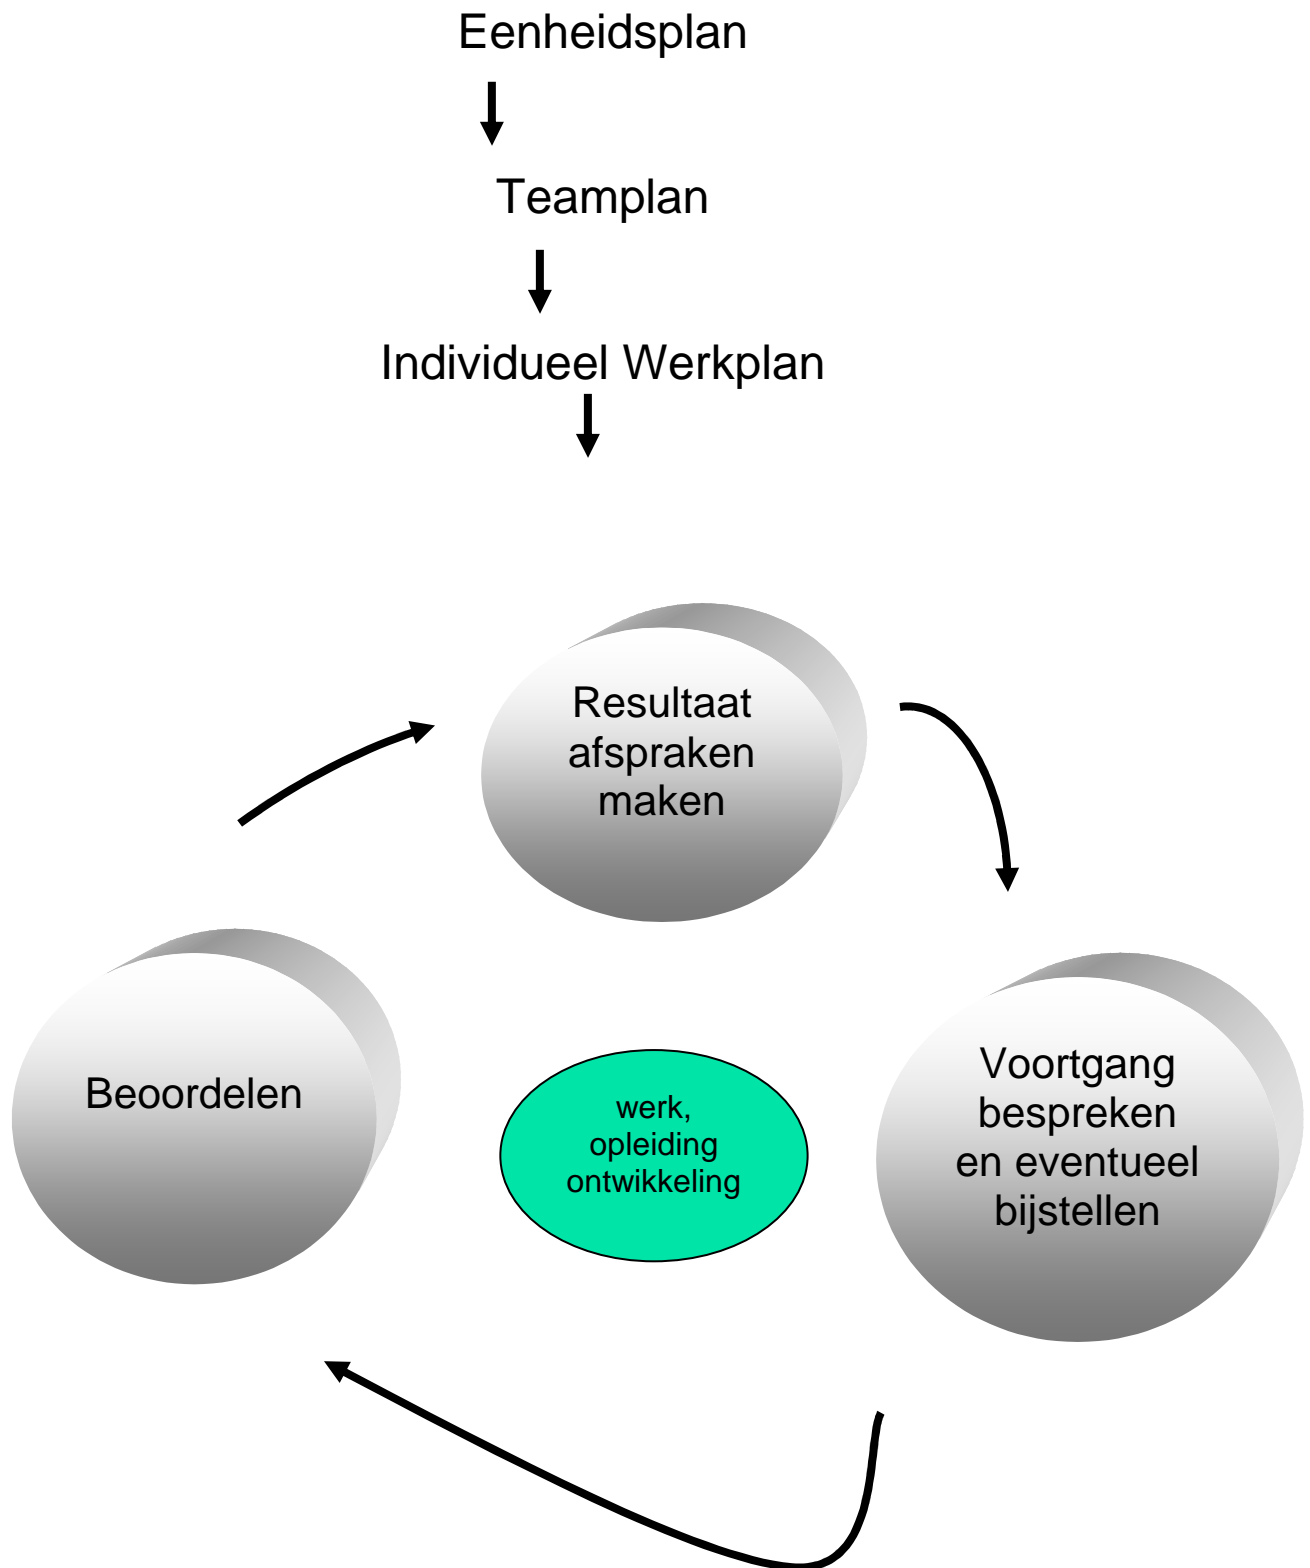 Eenheidsplan
Teamplan
Individueel Werkplan
Resultaat
afspraken
maken
Beoordelen
werk,
opleiding
ontwikkeling
Voortgang
bespreken
en eventueel
bijstellen